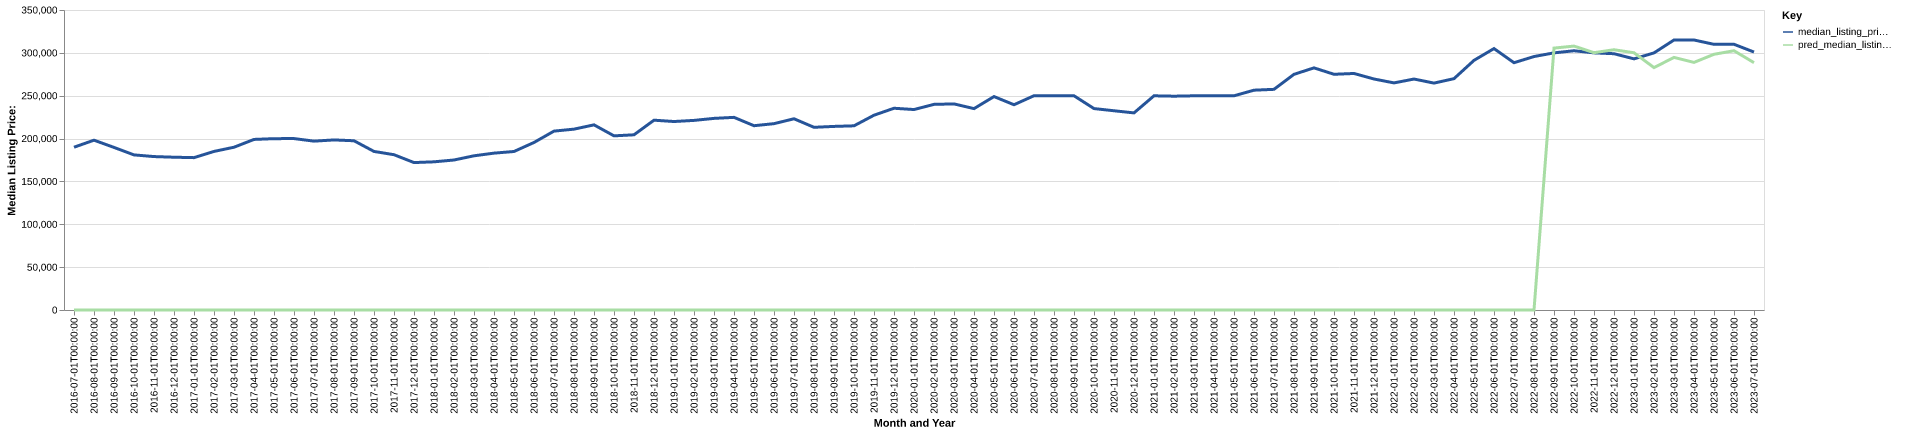 Key
median_listing_pri...
pred_median_listin...
Median Listing Price:
350,000
300,000
250,000
200,000
150,000
100,000
50,000
0
2016-07-01T00:00:00
2016-08-01T00:00:00
2016-09-01T00:00:00
2016-10-01T00:00:00
2016-11-01T00:00:00
2016-12-01T00:00:00
2017-01-01T00:00:00
2017-02-01T00:00:00
2017-03-01T00:00:00
2017-04-01T00:00:00
2017-05-01T00:00:00
2017-06-01T00:00:00
2017-07-01T00:00:00
2017-08-01T00:00:00
2017-09-01T00:00:00
2017-10-01T00:00:00
2017-11-01T00:00:00
2017-12-01T00:00:00
2018-01-01T00:00:00
2018-02-01T00:00:00
2018-03-01T00:00:00
2018-04-01T00:00:00
2018-05-01T00:00:00
2018-06-01T00:00:00
2018-07-01T00:00:00
2018-08-01T00:00:00
2018-09-01T00:00:00
2018-10-01T00:00:00
2018-11-01T00:00:00
2018-12-01T00:00:00
2019-01-01T00:00:00
2019-02-01T00:00:00
2019-03-01T00:00:00
2019-04-01T00:00:00
2019-05-01T00:00:00
2019-06-01T00:00:00
2019-07-01T00:00:00
2019-08-01T00:00:00
2019-09-01T00:00:00
2019-10-01T00:00:00
2019-11-01T00:00:00
2019-12-01T00:00:00
2020-01-01T00:00:00
2020-02-01T00:00:00
2020-03-01T00:00:00
2020-04-01T00:00:00
2020-05-01T00:00:00
2020-06-01T00:00:00
2020-07-01T00:00:00
2020-08-01T00:00:00
2020-09-01T00:00:00
2020-10-01T00:00:00
2020-11-01T00:00:00
2020-12-01T00:00:00
2021-01-01T00:00:00
2021-02-01T00:00:00
2021-03-01T00:00:00
2021-04-01T00:00:00
2021-05-01T00:00:00
2021-06-01T00:00:00
2021-07-01T00:00:00
2021-08-01T00:00:00
2021-09-01T00:00:00
2021-10-01T00:00:00
2021-11-01T00:00:00
2021-12-01T00:00:00
2022-01-01T00:00:00
2022-02-01T00:00:00
2022-03-01T00:00:00
2022-04-01T00:00:00
2022-05-01T00:00:00
2022-06-01T00:00:00
2022-07-01T00:00:00
2022-08-01T00:00:00
2022-09-01T00:00:00
2022-10-01T00:00:00
2022-11-01T00:00:00
2022-12-01T00:00:00
2023-01-01T00:00:00
2023-02-01T00:00:00
2023-03-01T00:00:00
2023-04-01T00:00:00
2023-05-01T00:00:00
2023-06-01T00:00:00
2023-07-01T00:00:00
Month and Year